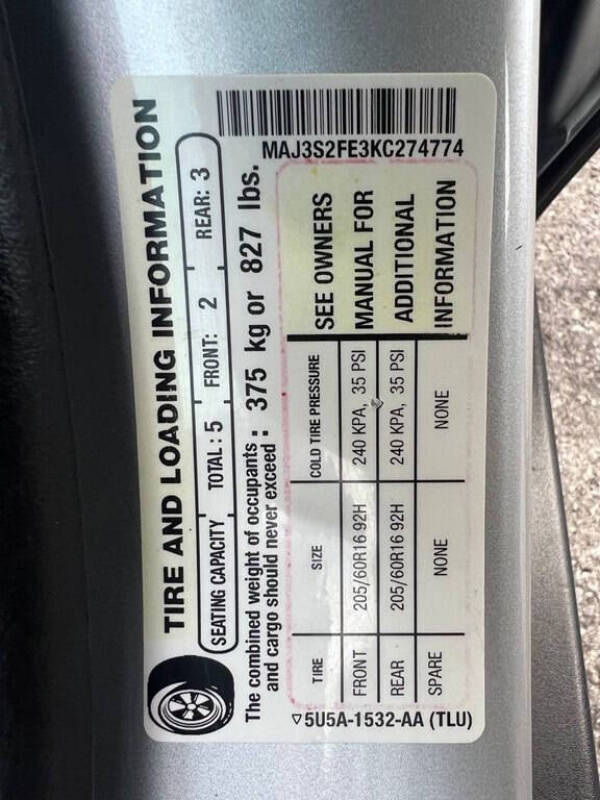 TIRE AND LOADING INFORMATION
SEATING CAPACITY TOTAL : 5 FRONT: 2 REAR: 3
The combined weight of occupants
and cargo should never exceed : 375 kg or 827 lbs.
TIRE SIZE COLD TIRE PRESSURE
FRONT 205/60R16 92H 240 KPA, 35 PSI
REAR 205/60R16 92H 240 KPA, 35 PSI
SPARE NONE NONE
SEE OWNERS
MANUAL FOR
ADDITIONAL
INFORMATION
5U5A-1532-AA (TLU)
MAJ3S2FE3KC274774